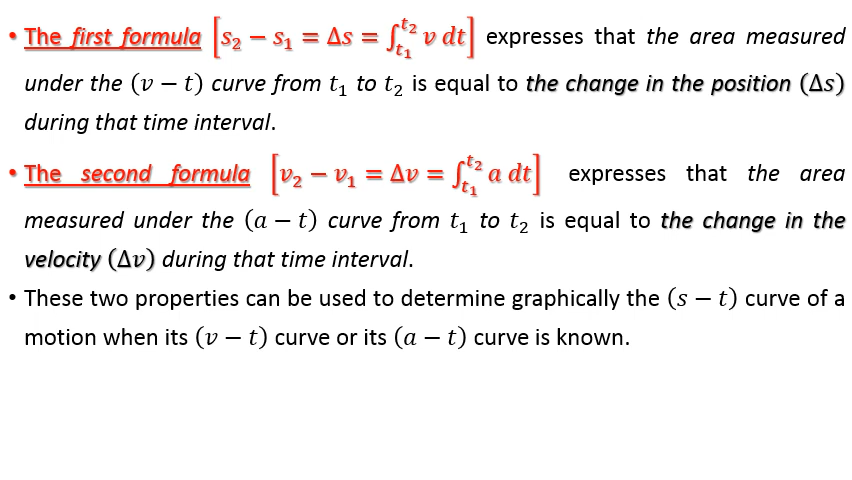 • The first formula [s₂ − s₁ = Δs = ∫ₜ₁ᵗ² v dt] expresses that the area measured
under the (v − t) curve from t₁ to t₂ is equal to the change in the position (Δs)
during that time interval.
• The second formula [v₂ − v₁ = Δv = ∫ₜ₁ᵗ² a dt] expresses that the area
measured under the (a − t) curve from t₁ to t₂ is equal to the change in the
velocity (Δv) during that time interval.
• These two properties can be used to determine graphically the (s − t) curve of a
motion when its (v − t) curve or its (a − t) curve is known.